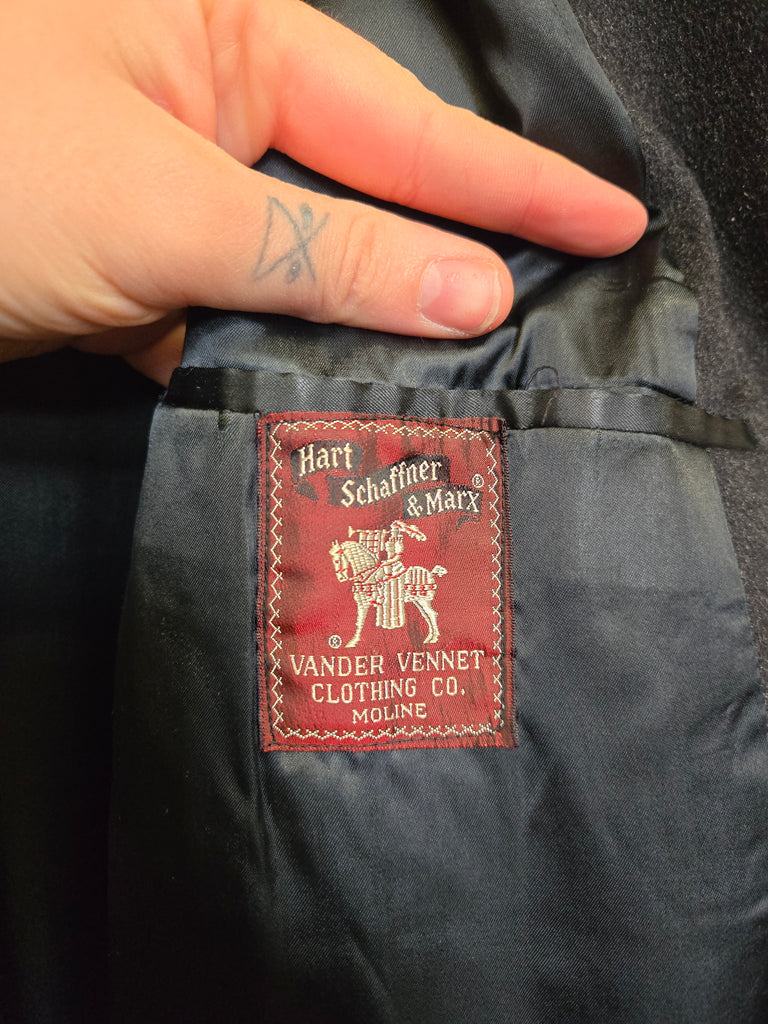 Hart
Schaffner
& Marx®
®
VANDER VENNET
CLOTHING CO.
MOLINE